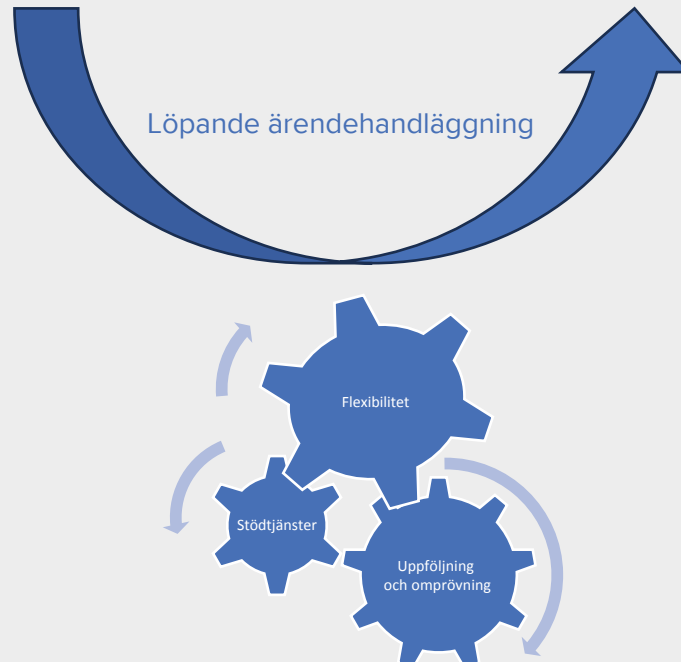 Löpande ärendehandläggning
Flexibilitet
Stödtjänster
Uppföljning
och omprövning